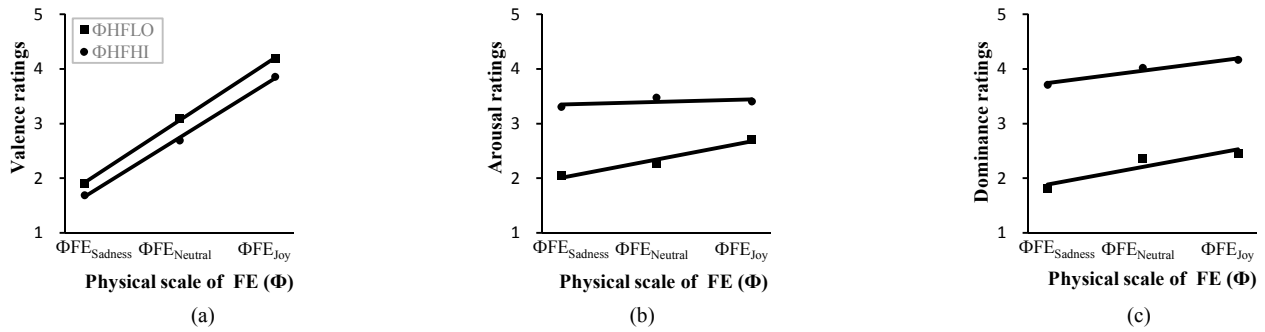 5
4
3
2
1
Valence ratings
ΦHFLO
ΦHFHI
ΦFESadness ΦFENeutral ΦFEJoy
Physical scale of FE (Φ)
(a)
5
4
3
2
1
Arousal ratings
ΦFESadness ΦFENeutral ΦFEJoy
Physical scale of FE (Φ)
(b)
5
4
3
2
1
Dominance ratings
ΦFESadness ΦFENeutral ΦFEJoy
Physical scale of FE (Φ)
(c)